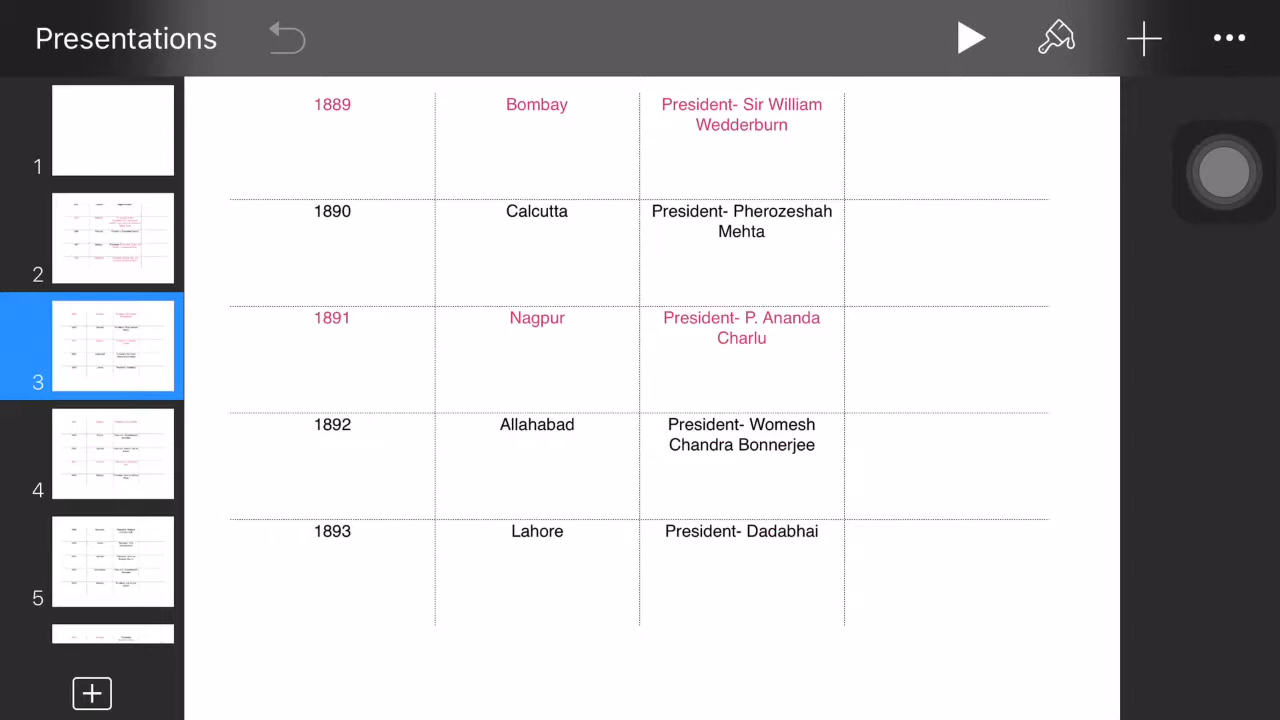 Presentations
1889 Bombay President- Sir William
Wedderburn
1890 Calcutta President- Pherozeshah
Mehta
1891 Nagpur President- P. Ananda
Charlu
1892 Allahabad President- Womesh
Chandra Bonnerjee
1893 Lahore President- Dadabhai
1
2
3
4
5